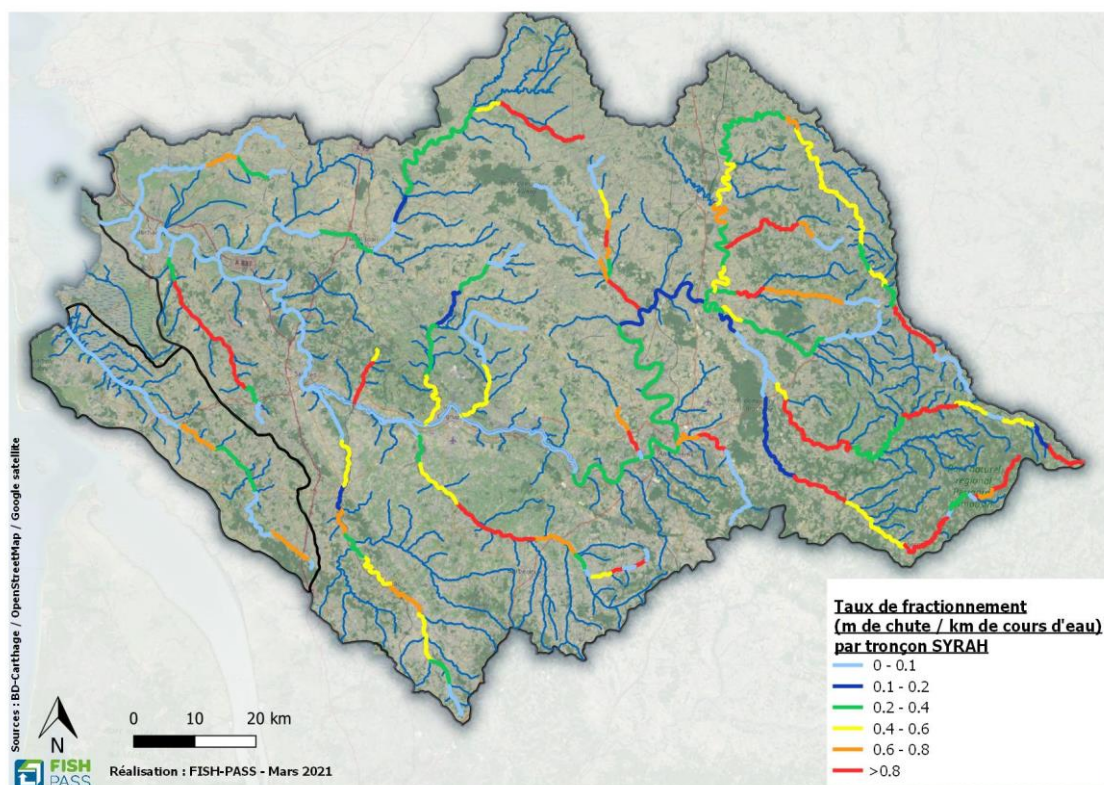 Sources : BD-Carthage / OpenStreetMap / Google satellite
N
0 10 20 km
FISH
PASS
Réalisation : FISH-PASS - Mars 2021
Taux de fractionnement
(m de chute / km de cours d'eau)
par tronçon SYRAH
0 - 0.1
0.1 - 0.2
0.2 - 0.4
0.4 - 0.6
0.6 - 0.8
>0.8